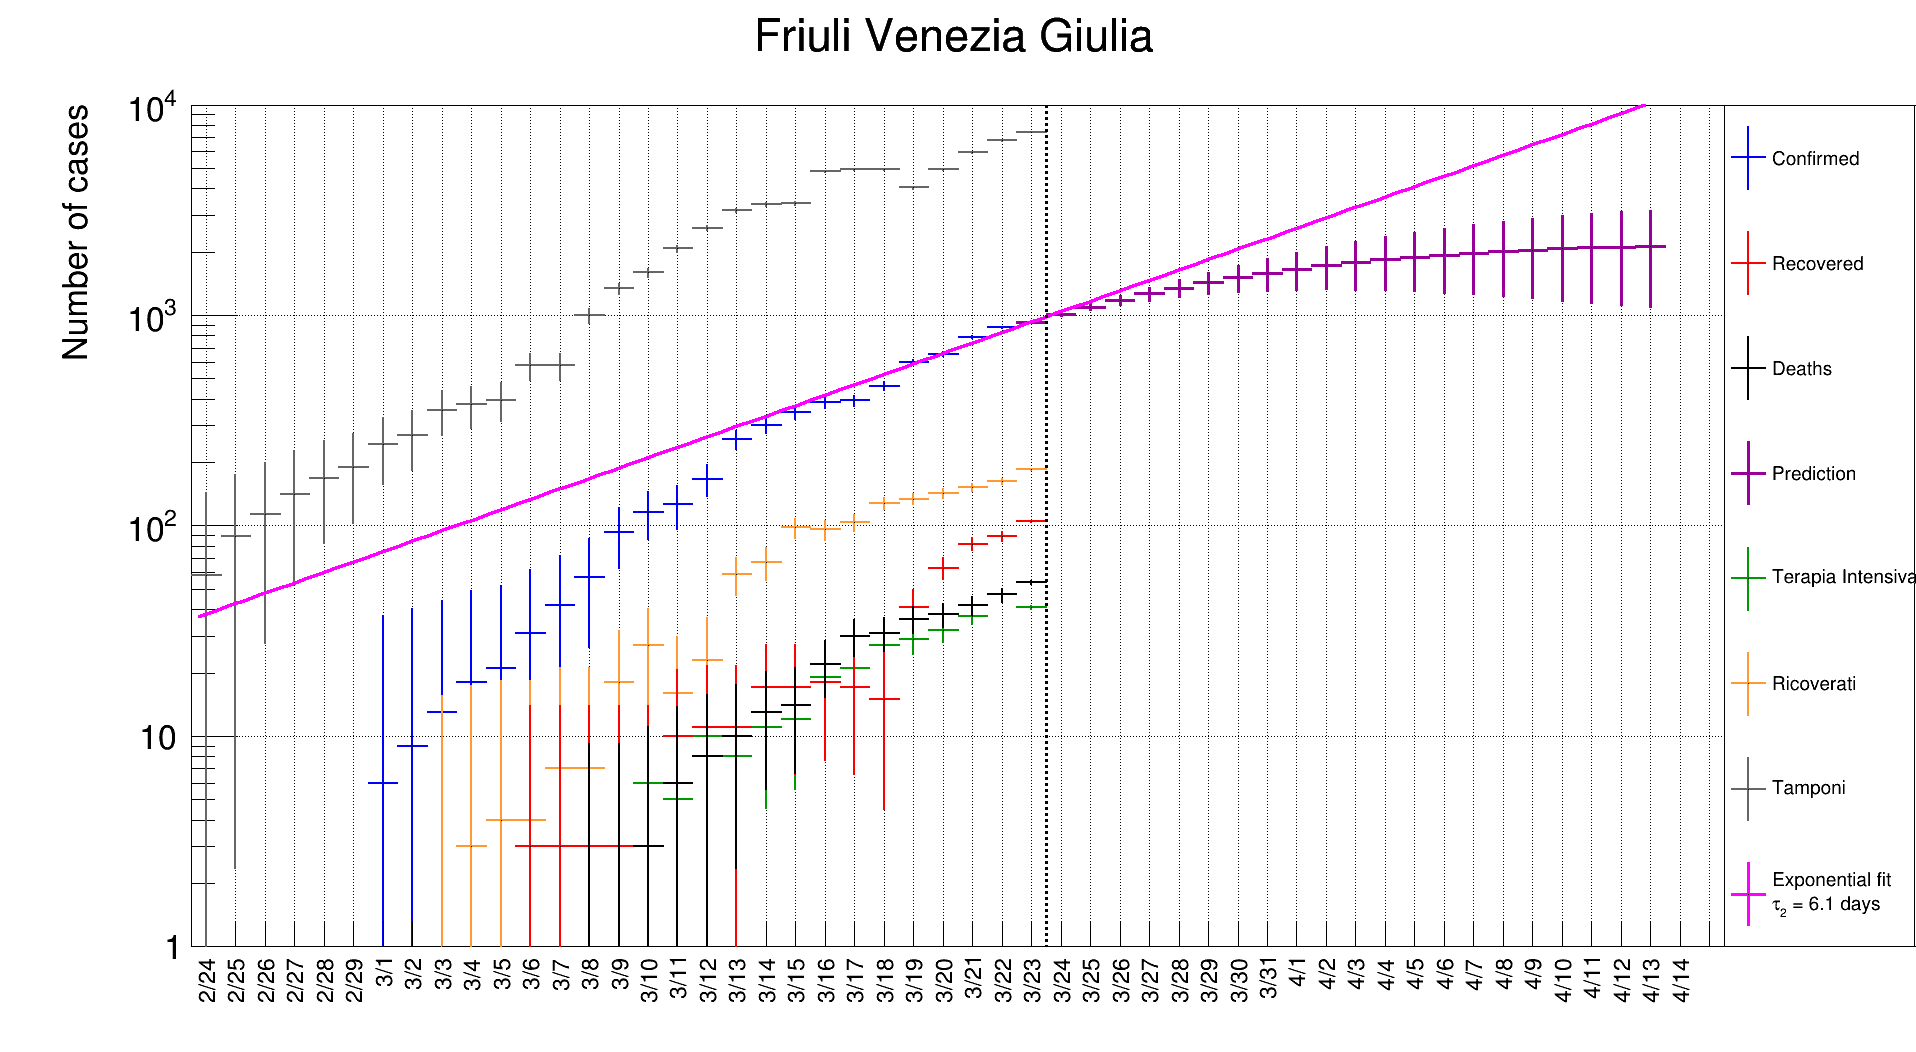 Friuli Venezia Giulia
Number of cases
10^4
10^3
10^2
10
1
2/24 2/25 2/26 2/27 2/28 2/29 3/1 3/2 3/3 3/4 3/5 3/6 3/7 3/8 3/9 3/10 3/11 3/12 3/13 3/14 3/15 3/16 3/17 3/18 3/19 3/20 3/21 3/22 3/23 3/24 3/25 3/26 3/27 3/28 3/29 3/30 3/31 4/1 4/2 4/3 4/4 4/5 4/6 4/7 4/8 4/9 4/10 4/11 4/12 4/13 4/14
Confirmed
Recovered
Deaths
Prediction
Terapia Intensiva
Ricoverati
Tamponi
Exponential fit
τ2 = 6.1 days